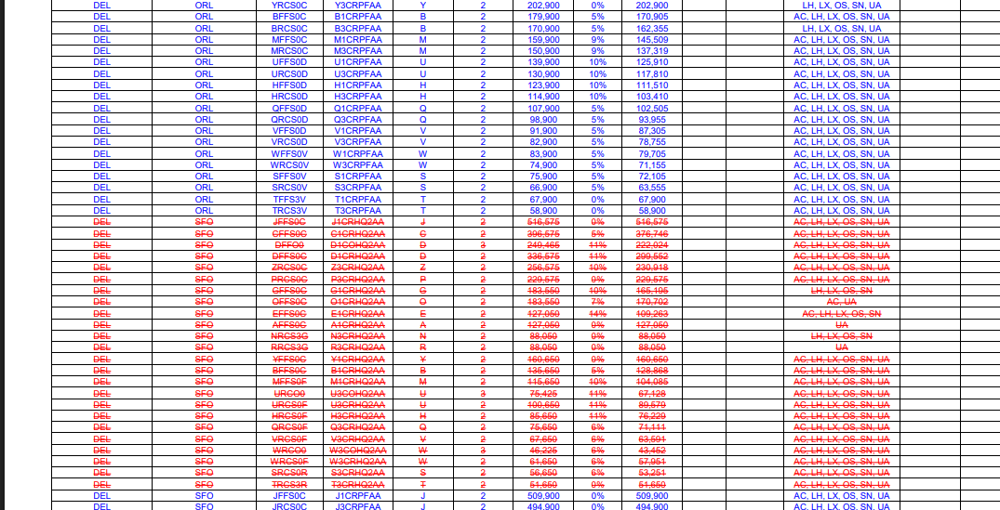 DEL ORL YRCS0C Y3CRPFAA Y 2 202,900 0% 202,900 LH, LX, OS, SN, UA
DEL ORL BFFS0C B1CRPFAA B 2 179,900 5% 170,905 AC, LH, LX, OS, SN, UA
DEL ORL BRCS0C B3CRPFAA B 2 170,900 5% 162,355 LH, LX, OS, SN, UA
DEL ORL MFFS0C M1CRPFAA M 2 159,900 9% 145,509 AC, LH, LX, OS, SN, UA
DEL ORL MRCS0C M3CRPFAA M 2 150,900 9% 137,319 AC, LH, LX, OS, SN, UA
DEL ORL UFFS0D U1CRPFAA U 2 139,900 10% 125,910 AC, LH, LX, OS, SN, UA
DEL ORL URCS0D U3CRPFAA U 2 130,900 10% 117,810 AC, LH, LX, OS, SN, UA
DEL ORL HFFS0D H1CRPFAA H 2 123,900 10% 111,510 AC, LH, LX, OS, SN, UA
DEL ORL HRCS0D H3CRPFAA H 2 114,900 10% 103,410 AC, LH, LX, OS, SN, UA
DEL ORL QFFS0D Q1CRPFAA Q 2 107,900 5% 102,505 AC, LH, LX, OS, SN, UA
DEL ORL QRCS0D Q3CRPFAA Q 2 98,900 5% 93,955 AC, LH, LX, OS, SN, UA
DEL ORL VFFS0D V1CRPFAA V 2 91,900 5% 87,305 AC, LH, LX, OS, SN, UA
DEL ORL VRCS0D V3CRPFAA V 2 82,900 5% 78,755 AC, LH, LX, OS, SN, UA
DEL ORL WFFS0V W1CRPFAA W 2 83,900 5% 79,705 AC, LH, LX, OS, SN, UA
DEL ORL WRCS0V W3CRPFAA W 2 74,900 5% 71,155 AC, LH, LX, OS, SN, UA
DEL ORL SFFS0V S1CRPFAA S 2 75,900 5% 72,105 AC, LH, LX, OS, SN, UA
DEL ORL SRCS0V S3CRPFAA S 2 66,900 5% 63,555 AC, LH, LX, OS, SN, UA
DEL ORL TFFS3V T1CRPFAA T 2 67,900 0% 67,900 AC, LH, LX, OS, SN, UA
DEL ORL TRCS3V T3CRPFAA T 2 58,900 0% 58,900 AC, LH, LX, OS, SN, UA
DEL SFO JFFS0C J1CRHQ2AA J 2 516,575 0% 516,575 AC, LH, LX, OS, SN, UA
DEL SFO CFFS0C C1CRHQ2AA C 2 396,575 5% 376,746 AC, LH, LX, OS, SN, UA
DEL SFO DFFO0 D1COHQ2AA D 3 249,465 11% 222,024 AC, LH, LX, OS, SN, UA
DEL SFO DFFS0C D1CRHQ2AA D 2 336,575 11% 299,552 AC, LH, LX, OS, SN, UA
DEL SFO ZRCS0C Z3CRHQ2AA Z 2 256,575 10% 230,918 AC, LH, LX, OS, SN, UA
DEL SFO PRCS0C P3CRHQ2AA P 2 229,575 0% 229,575 AC, LH, LX, OS, SN, UA
DEL SFO GFFS0C G1CRHQ2AA G 2 183,550 10% 165,195 LH, LX, OS, SN
DEL SFO OFFS0C O1CRHQ2AA O 2 183,550 7% 170,702 AC, UA
DEL SFO EFFS0C E1CRHQ2AA E 2 127,050 14% 109,263 AC, LH, LX, OS, SN
DEL SFO AFFS0C A1CRHQ2AA A 2 127,050 0% 127,050 UA
DEL SFO NRCS3G N3CRHQ2AA N 2 88,050 0% 88,050 LH, LX, OS, SN
DEL SFO RRCS3G R3CRHQ2AA R 2 88,050 0% 88,050 UA
DEL SFO YFFS0C Y1CRHQ2AA Y 2 160,650 0% 160,650 AC, LH, LX, OS, SN, UA
DEL SFO BFFS0C B1CRHQ2AA B 2 135,650 5% 128,868 AC, LH, LX, OS, SN, UA
DEL SFO MFFS0F M1CRHQ2AA M 2 115,650 10% 104,085 AC, LH, LX, OS, SN, UA
DEL SFO URCO0 U3COHQ2AA U 3 75,425 11% 67,128 AC, LH, LX, OS, SN, UA
DEL SFO URCS0F U3CRHQ2AA U 2 100,650 11% 89,579 AC, LH, LX, OS, SN, UA
DEL SFO HRCS0F H3CRHQ2AA H 2 85,650 11% 76,229 AC, LH, LX, OS, SN, UA
DEL SFO QRCS0F Q3CRHQ2AA Q 2 75,650 6% 71,111 AC, LH, LX, OS, SN, UA
DEL SFO VRCS0F V3CRHQ2AA V 2 67,650 6% 63,591 AC, LH, LX, OS, SN, UA
DEL SFO WRCO0 W3COHQ2AA W 3 46,225 6% 43,452 AC, LH, LX, OS, SN, UA
DEL SFO WRCS0F W3CRHQ2AA W 2 61,650 6% 57,951 AC, LH, LX, OS, SN, UA
DEL SFO SRCS0R S3CRHQ2AA S 2 56,650 6% 53,251 AC, LH, LX, OS, SN, UA
DEL SFO TRCS3R T3CRHQ2AA T 2 51,650 0% 51,650 AC, LH, LX, OS, SN, UA
DEL SFO JFFS0C J1CRPFAA J 2 509,900 0% 509,900 AC, LH, LX, OS, SN, UA
DEL SFO JRCS0C J3CRPFAA J 2 494,900 0% 494,900 AC, LH, LX, OS, SN, UA